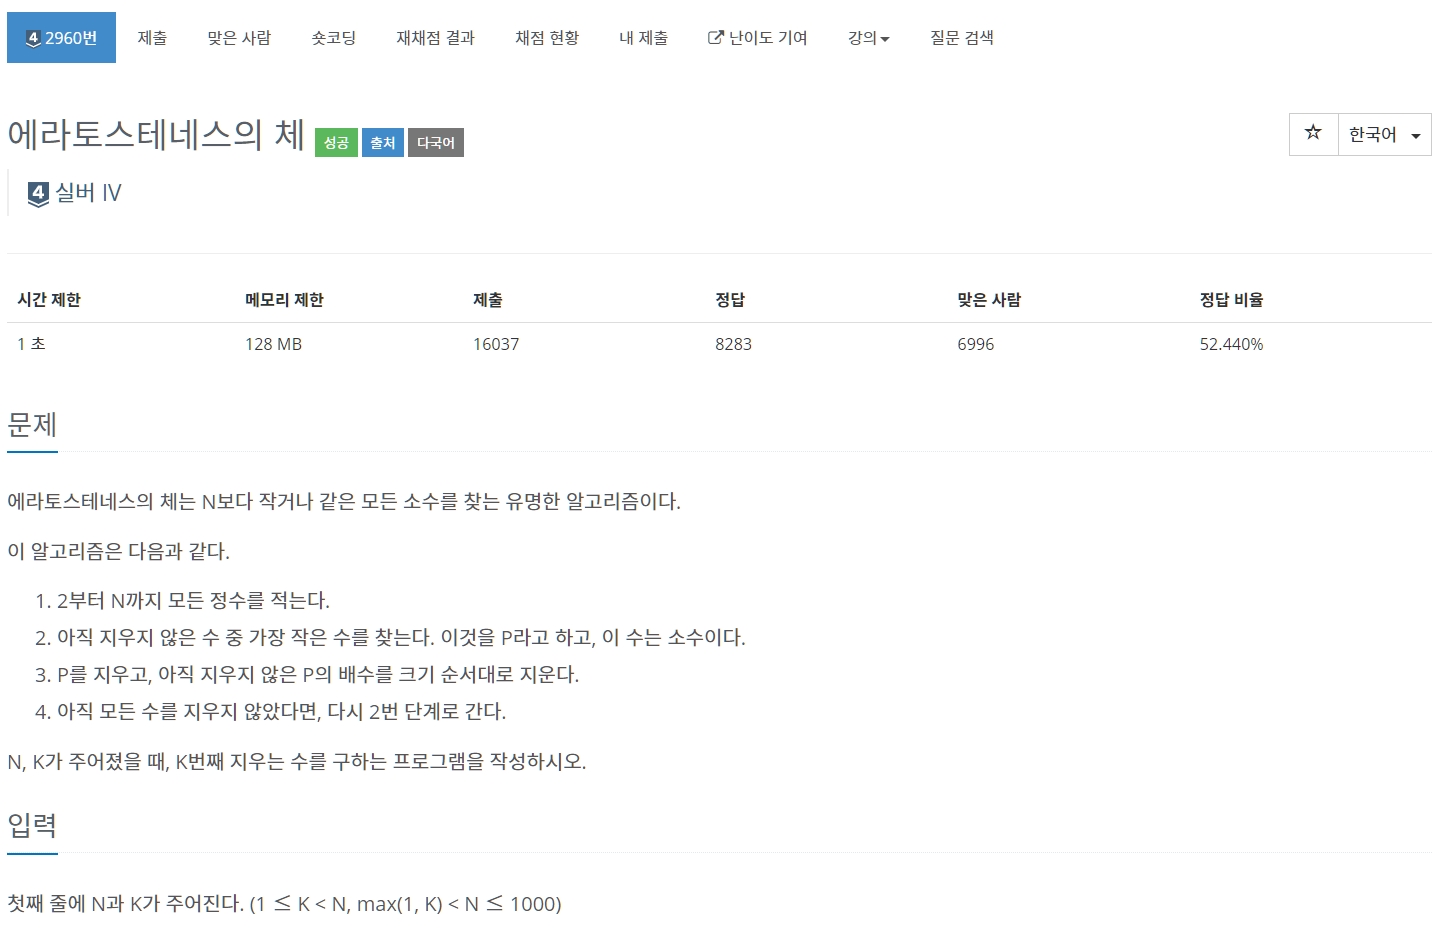 4 2960번 제출 맞은 사람 숏코딩 재채점 결과 채점 현황 내 제출 난이도 기여 강의 질문 검색
에라토스테네스의 체 성공 출처 다국어 한국어
4 실버 IV
시간 제한 메모리 제한 제출 정답 맞은 사람 정답 비율
1 초 128 MB 16037 8283 6996 52.440%
문제
에라토스테네스의 체는 N보다 작거나 같은 모든 소수를 찾는 유명한 알고리즘이다.
이 알고리즘은 다음과 같다.
1. 2부터 N까지 모든 정수를 적는다.
2. 아직 지우지 않은 수 중 가장 작은 수를 찾는다. 이것을 P라고 하고, 이 수는 소수이다.
3. P를 지우고, 아직 지우지 않은 P의 배수를 크기 순서대로 지운다.
4. 아직 모든 수를 지우지 않았다면, 다시 2번 단계로 간다.
N, K가 주어졌을 때, K번째 지우는 수를 구하는 프로그램을 작성하시오.
입력
첫째 줄에 N과 K가 주어진다. (1 ≤ K < N, max(1, K) < N ≤ 1000)